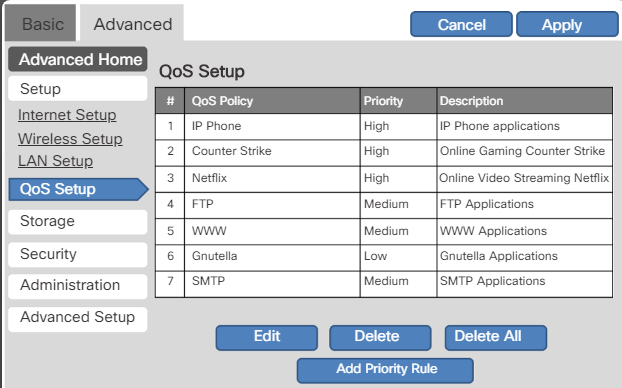 Basic Advanced Cancel Apply
Advanced Home
Setup
Internet Setup
Wireless Setup
LAN Setup
QoS Setup
Storage
Security
Administration
Advanced Setup
QoS Setup
# QoS Policy Priority Description
1 IP Phone High IP Phone applications
2 Counter Strike High Online Gaming Counter Strike
3 Netflix High Online Video Streaming Netflix
4 FTP Medium FTP Applications
5 WWW Medium WWW Applications
6 Gnutella Low Gnutella Applications
7 SMTP Medium SMTP Applications
Edit Delete Delete All
Add Priority Rule